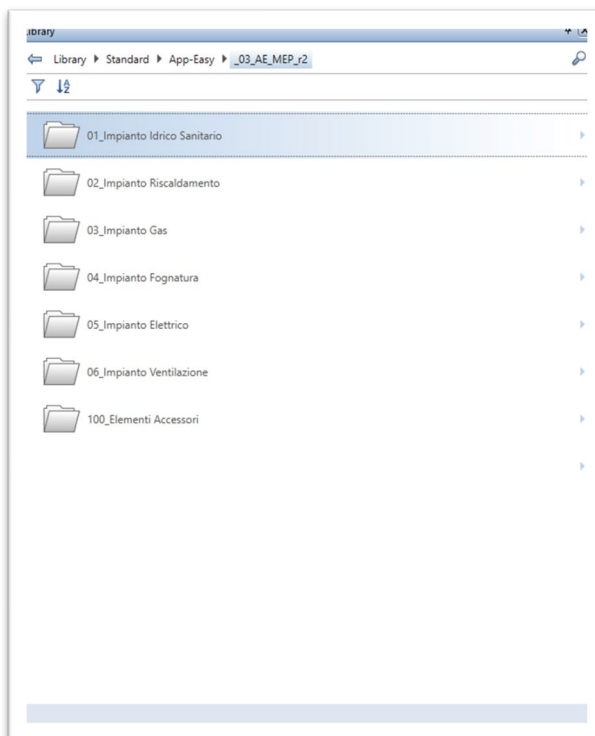 Library
Library Standard App-Easy _03_AE_MEP_r2
01_Impianto Idrico Sanitario
02_Impianto Riscaldamento
03_Impianto Gas
04_Impianto Fognatura
05_Impianto Elettrico
06_Impianto Ventilazione
100_Elementi Accessori